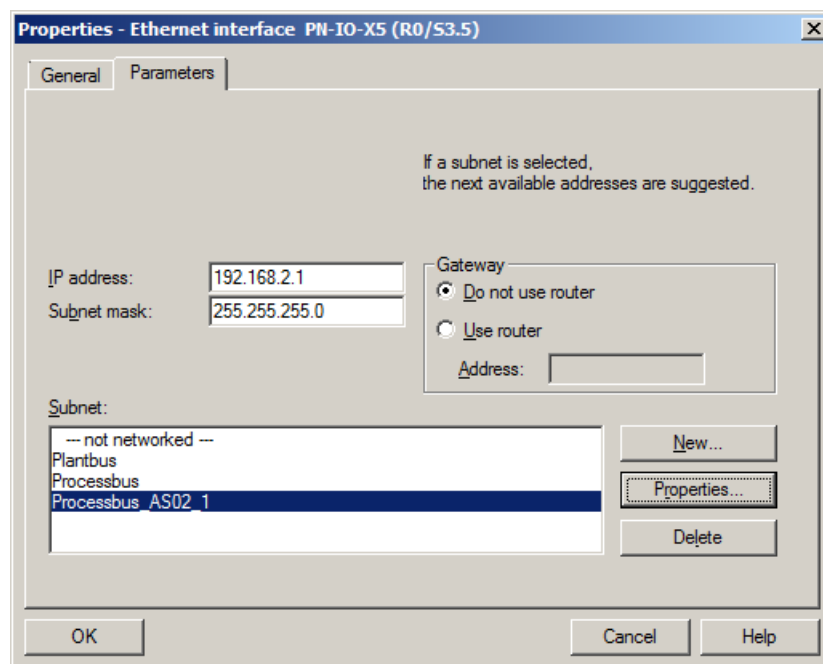 Properties - Ethernet interface PN-IO-X5 (R0/S3.5)
General
Parameters
If a subnet is selected,
the next available addresses are suggested.
IP address:
192.168.2.1
Subnet mask:
255.255.255.0
Gateway
Do not use router
Use router
Address:
Subnet:
--- not networked ---
Plantbus
Processbus
Processbus_AS02_1
New...
Properties...
Delete
OK
Cancel
Help